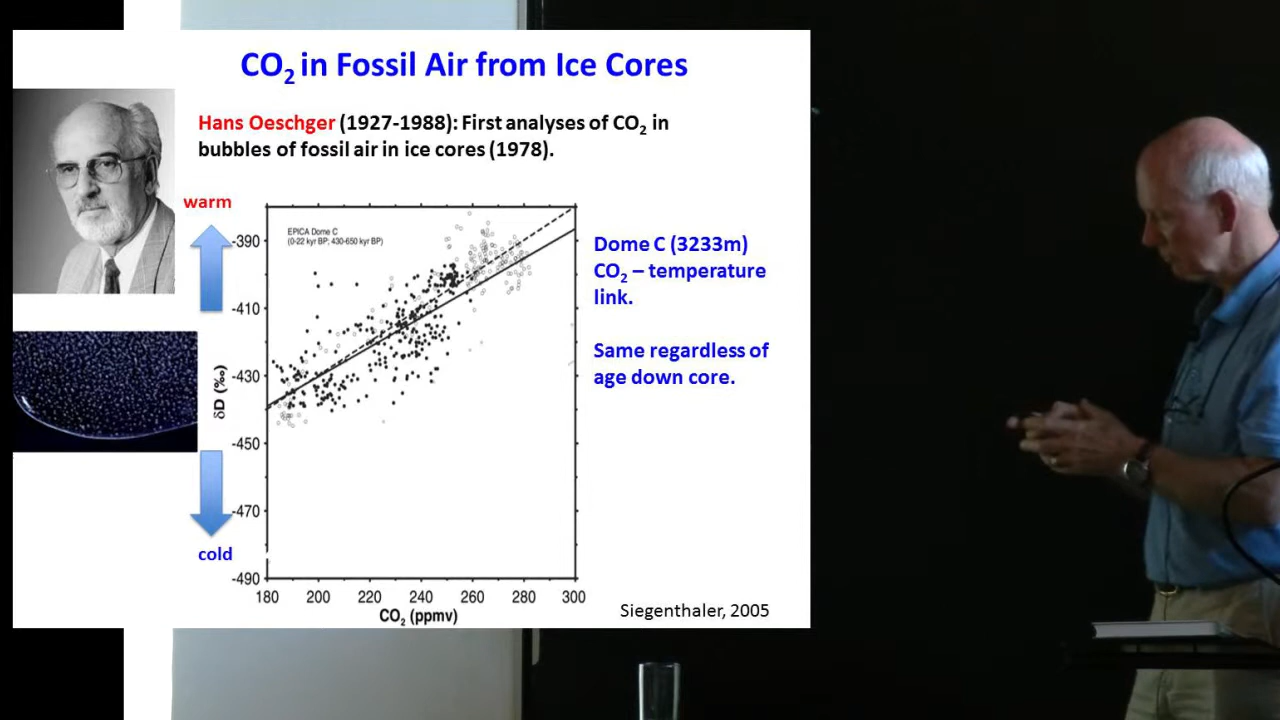 CO2 in Fossil Air from Ice Cores
Hans Oeschger (1927-1988): First analyses of CO2 in
bubbles of fossil air in ice cores (1978).
warm
EPICA Dome C
(0-22 kyr BP; 430-650 kyr BP)
-390
-410
-430
-450
-470
-490
δD (‰)
cold
180 200 220 240 260 280 300
CO2 (ppmv)
Dome C (3233m)
CO2 – temperature
link.
Same regardless of
age down core.
Siegenthaler, 2005